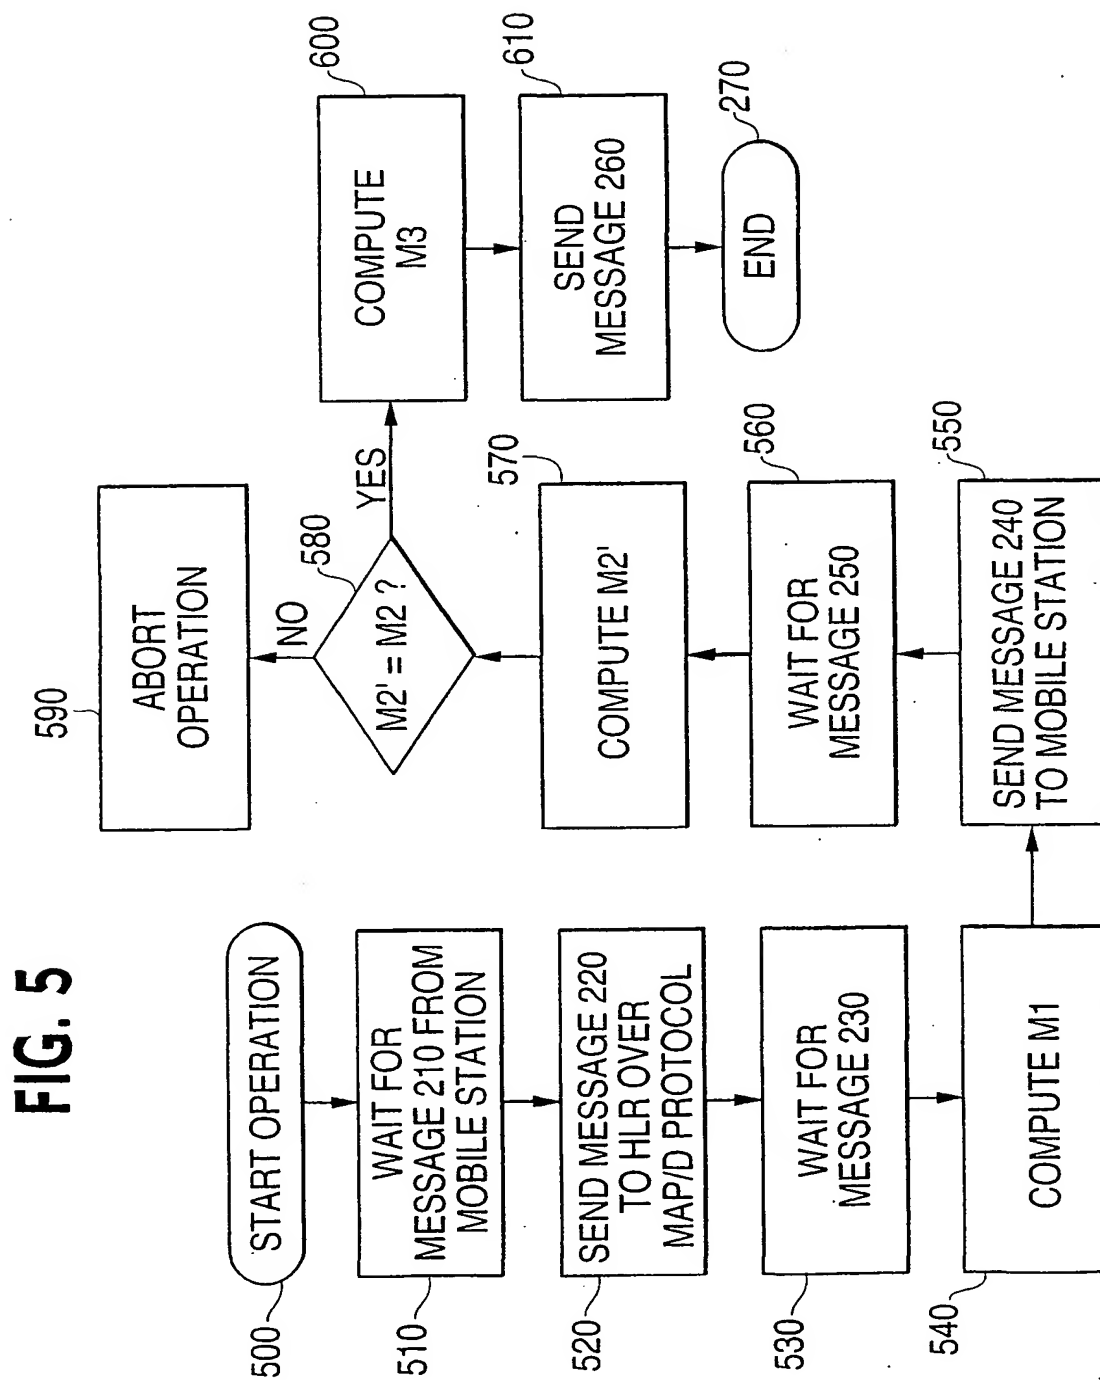 FIG. 5
500
START OPERATION
510
WAIT FOR
MESSAGE 210 FROM
MOBILE STATION
520
SEND MESSAGE 220
TO HLR OVER
MAP/D PROTOCOL
530
WAIT FOR
MESSAGE 230
540
COMPUTE M1
550
SEND MESSAGE 240
TO MOBILE STATION
560
WAIT FOR
MESSAGE 250
570
COMPUTE M2'
580
M2' = M2 ?
NO
YES
590
ABORT
OPERATION
600
COMPUTE
M3
610
SEND
MESSAGE 260
270
END